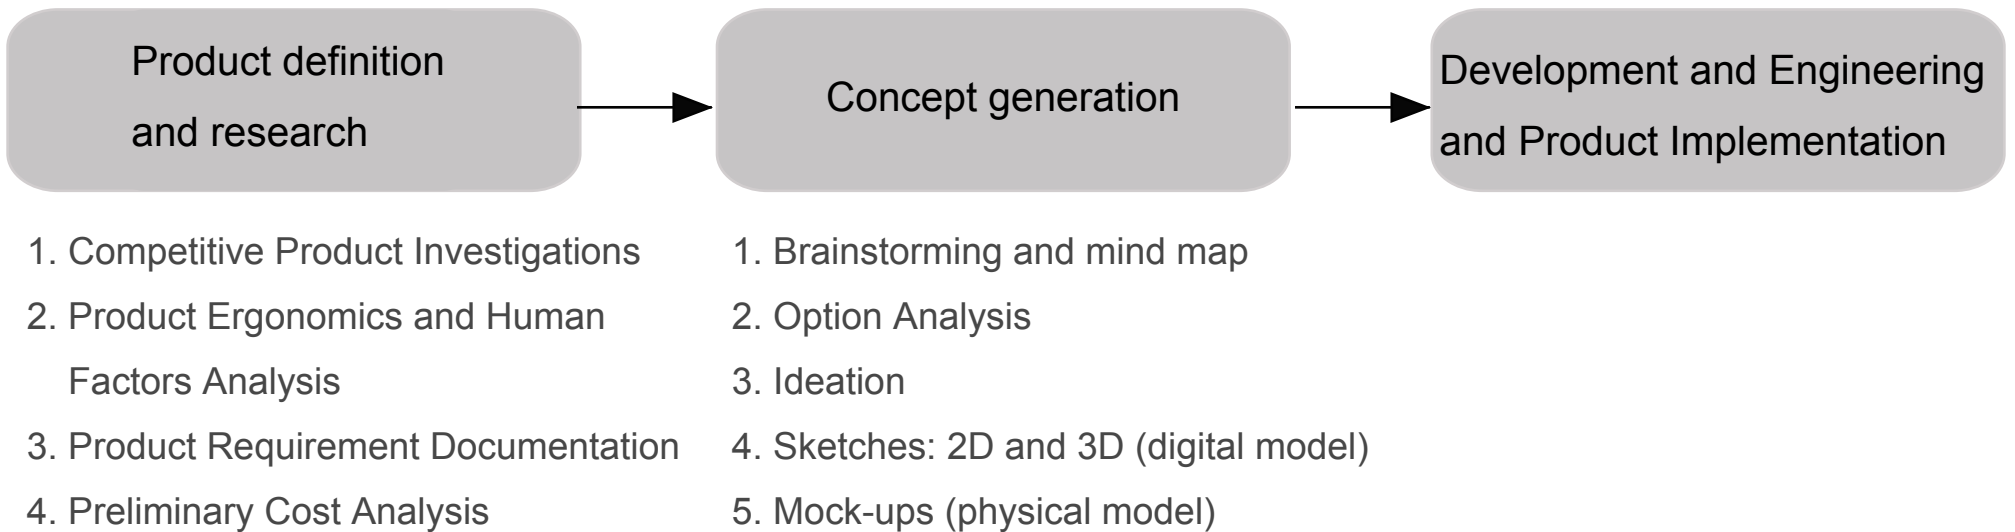 Product definition
and research
Concept generation
Development and Engineering
and Product Implementation
1. Competitive Product Investigations
2. Product Ergonomics and Human
Factors Analysis
3. Product Requirement Documentation
4. Preliminary Cost Analysis
1. Brainstorming and mind map
2. Option Analysis
3. Ideation
4. Sketches: 2D and 3D (digital model)
5. Mock-ups (physical model)